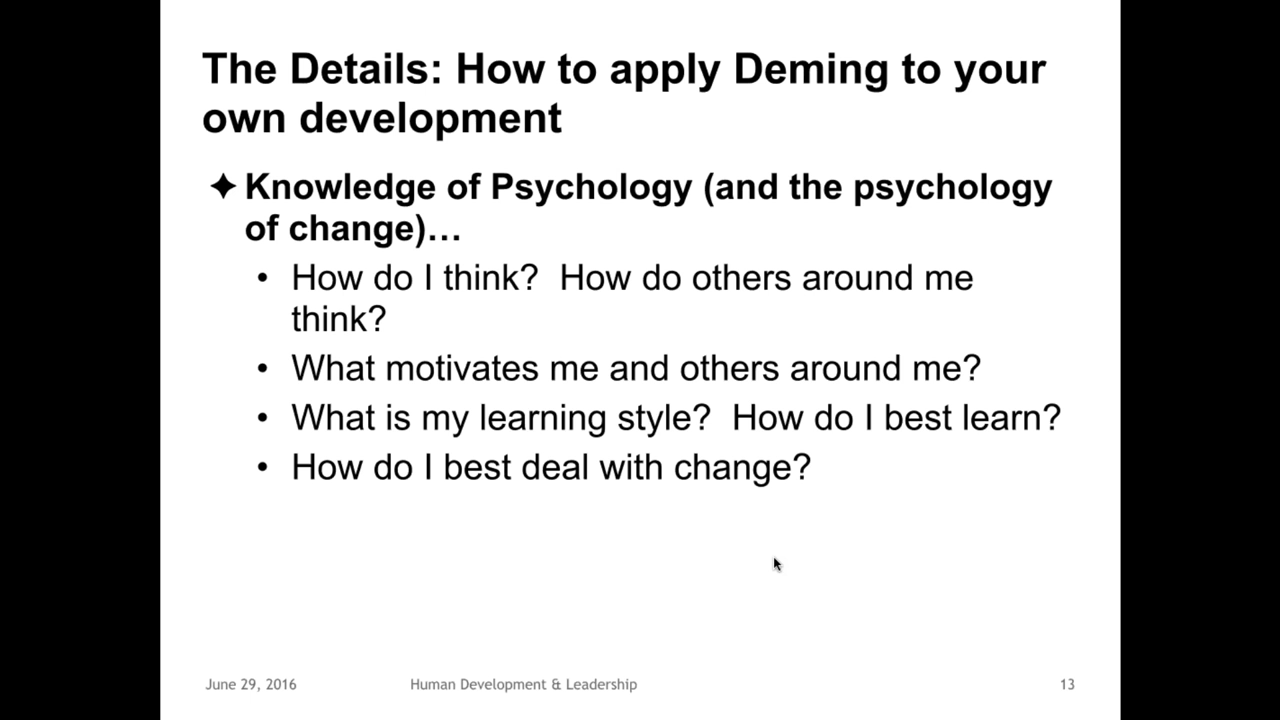 The Details: How to apply Deming to your
own development
✦ Knowledge of Psychology (and the psychology
of change)…
• How do I think?  How do others around me
think?
• What motivates me and others around me?
• What is my learning style?  How do I best learn?
• How do I best deal with change?
June 29, 2016 Human Development & Leadership 13